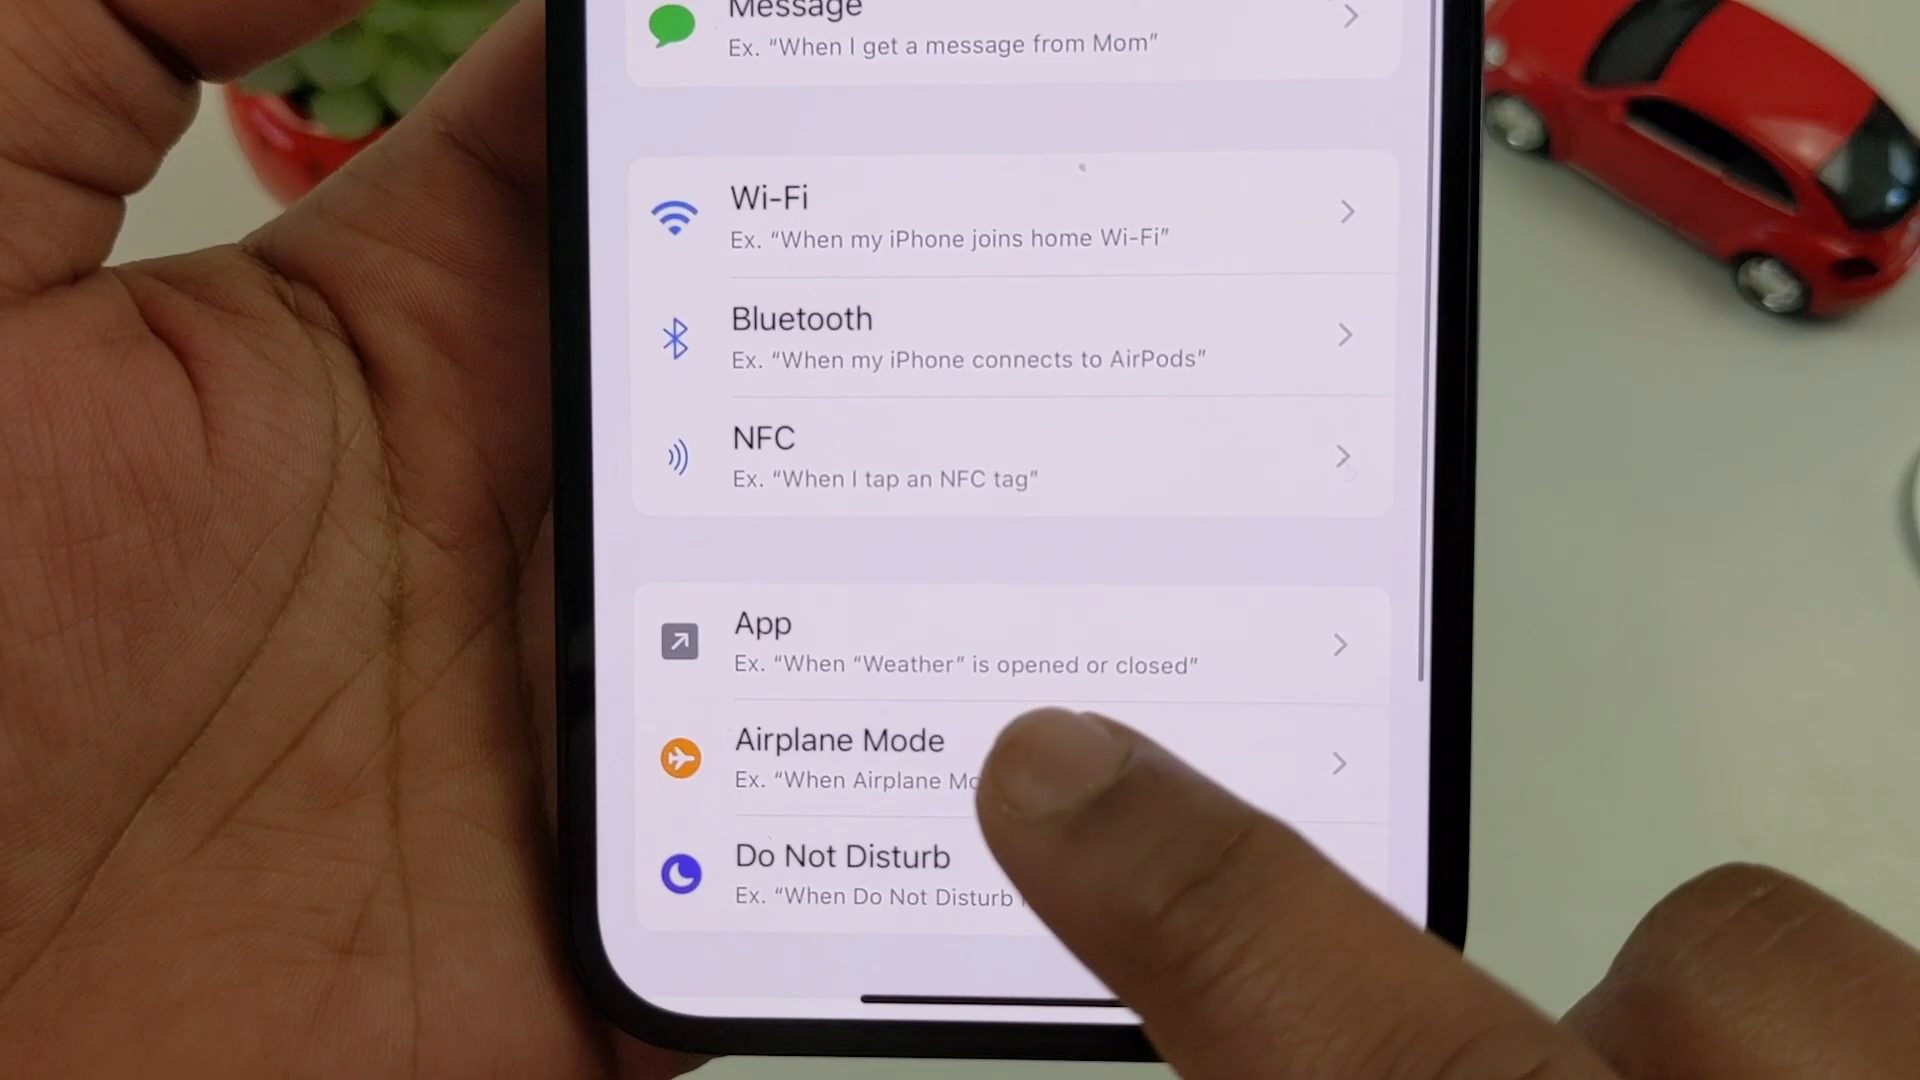 Message
Ex. “When I get a message from Mom”
Wi-Fi
Ex. “When my iPhone joins home Wi-Fi”
Bluetooth
Ex. “When my iPhone connects to AirPods”
NFC
Ex. “When I tap an NFC tag”
App
Ex. “When “Weather” is opened or closed”
Airplane Mode
Ex. “When Airplane
Do Not Disturb
Ex. “When Do Not Disturb